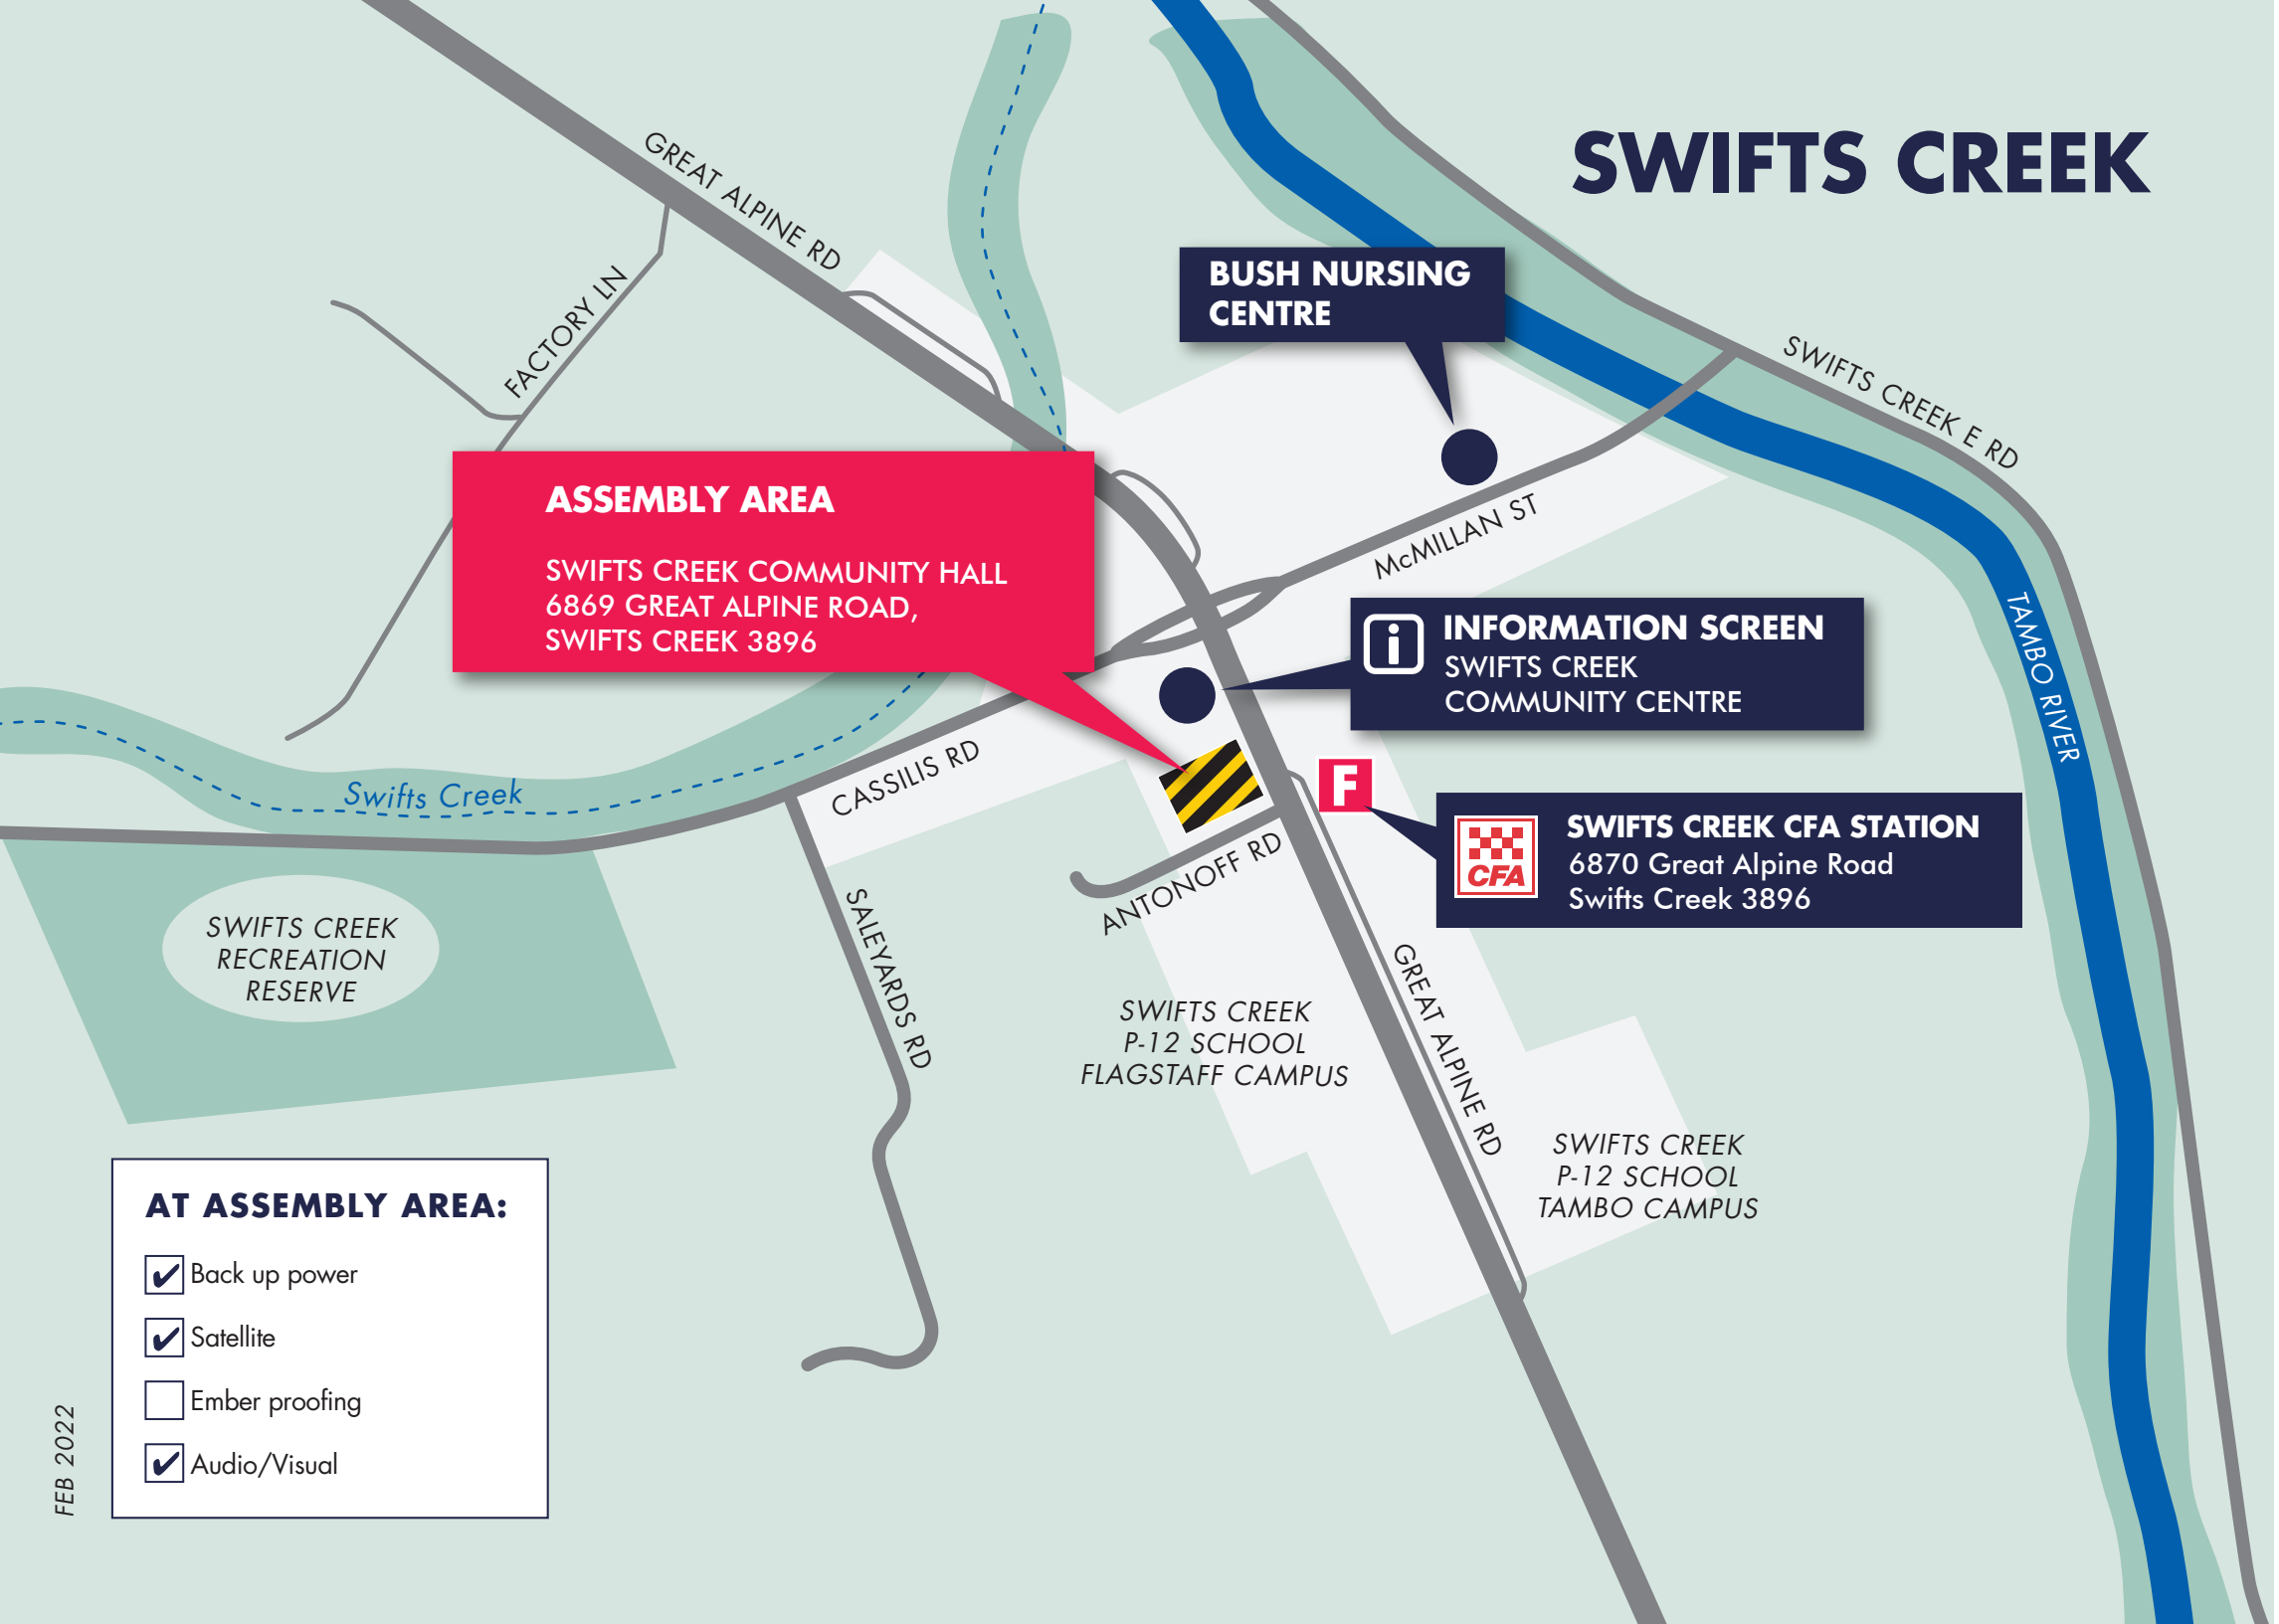 SWIFTS CREEK
GREAT ALPINE RD
FACTORY LN
BUSH NURSING
CENTRE
SWIFTS CREEK E RD
ASSEMBLY AREA
SWIFTS CREEK COMMUNITY HALL
6869 GREAT ALPINE ROAD,
SWIFTS CREEK 3896
McMILLAN ST
i
INFORMATION SCREEN
SWIFTS CREEK
COMMUNITY CENTRE
TAMBO RIVER
Swifts Creek
CASSILIS RD
F
CFA
SWIFTS CREEK CFA STATION
6870 Great Alpine Road
Swifts Creek 3896
ANTONOFF RD
SALEYARDS RD
SWIFTS CREEK
RECREATION
RESERVE
GREAT ALPINE RD
SWIFTS CREEK
P-12 SCHOOL
FLAGSTAFF CAMPUS
SWIFTS CREEK
P-12 SCHOOL
TAMBO CAMPUS
AT ASSEMBLY AREA:
Back up power
Satellite
Ember proofing
Audio/Visual
FEB 2022